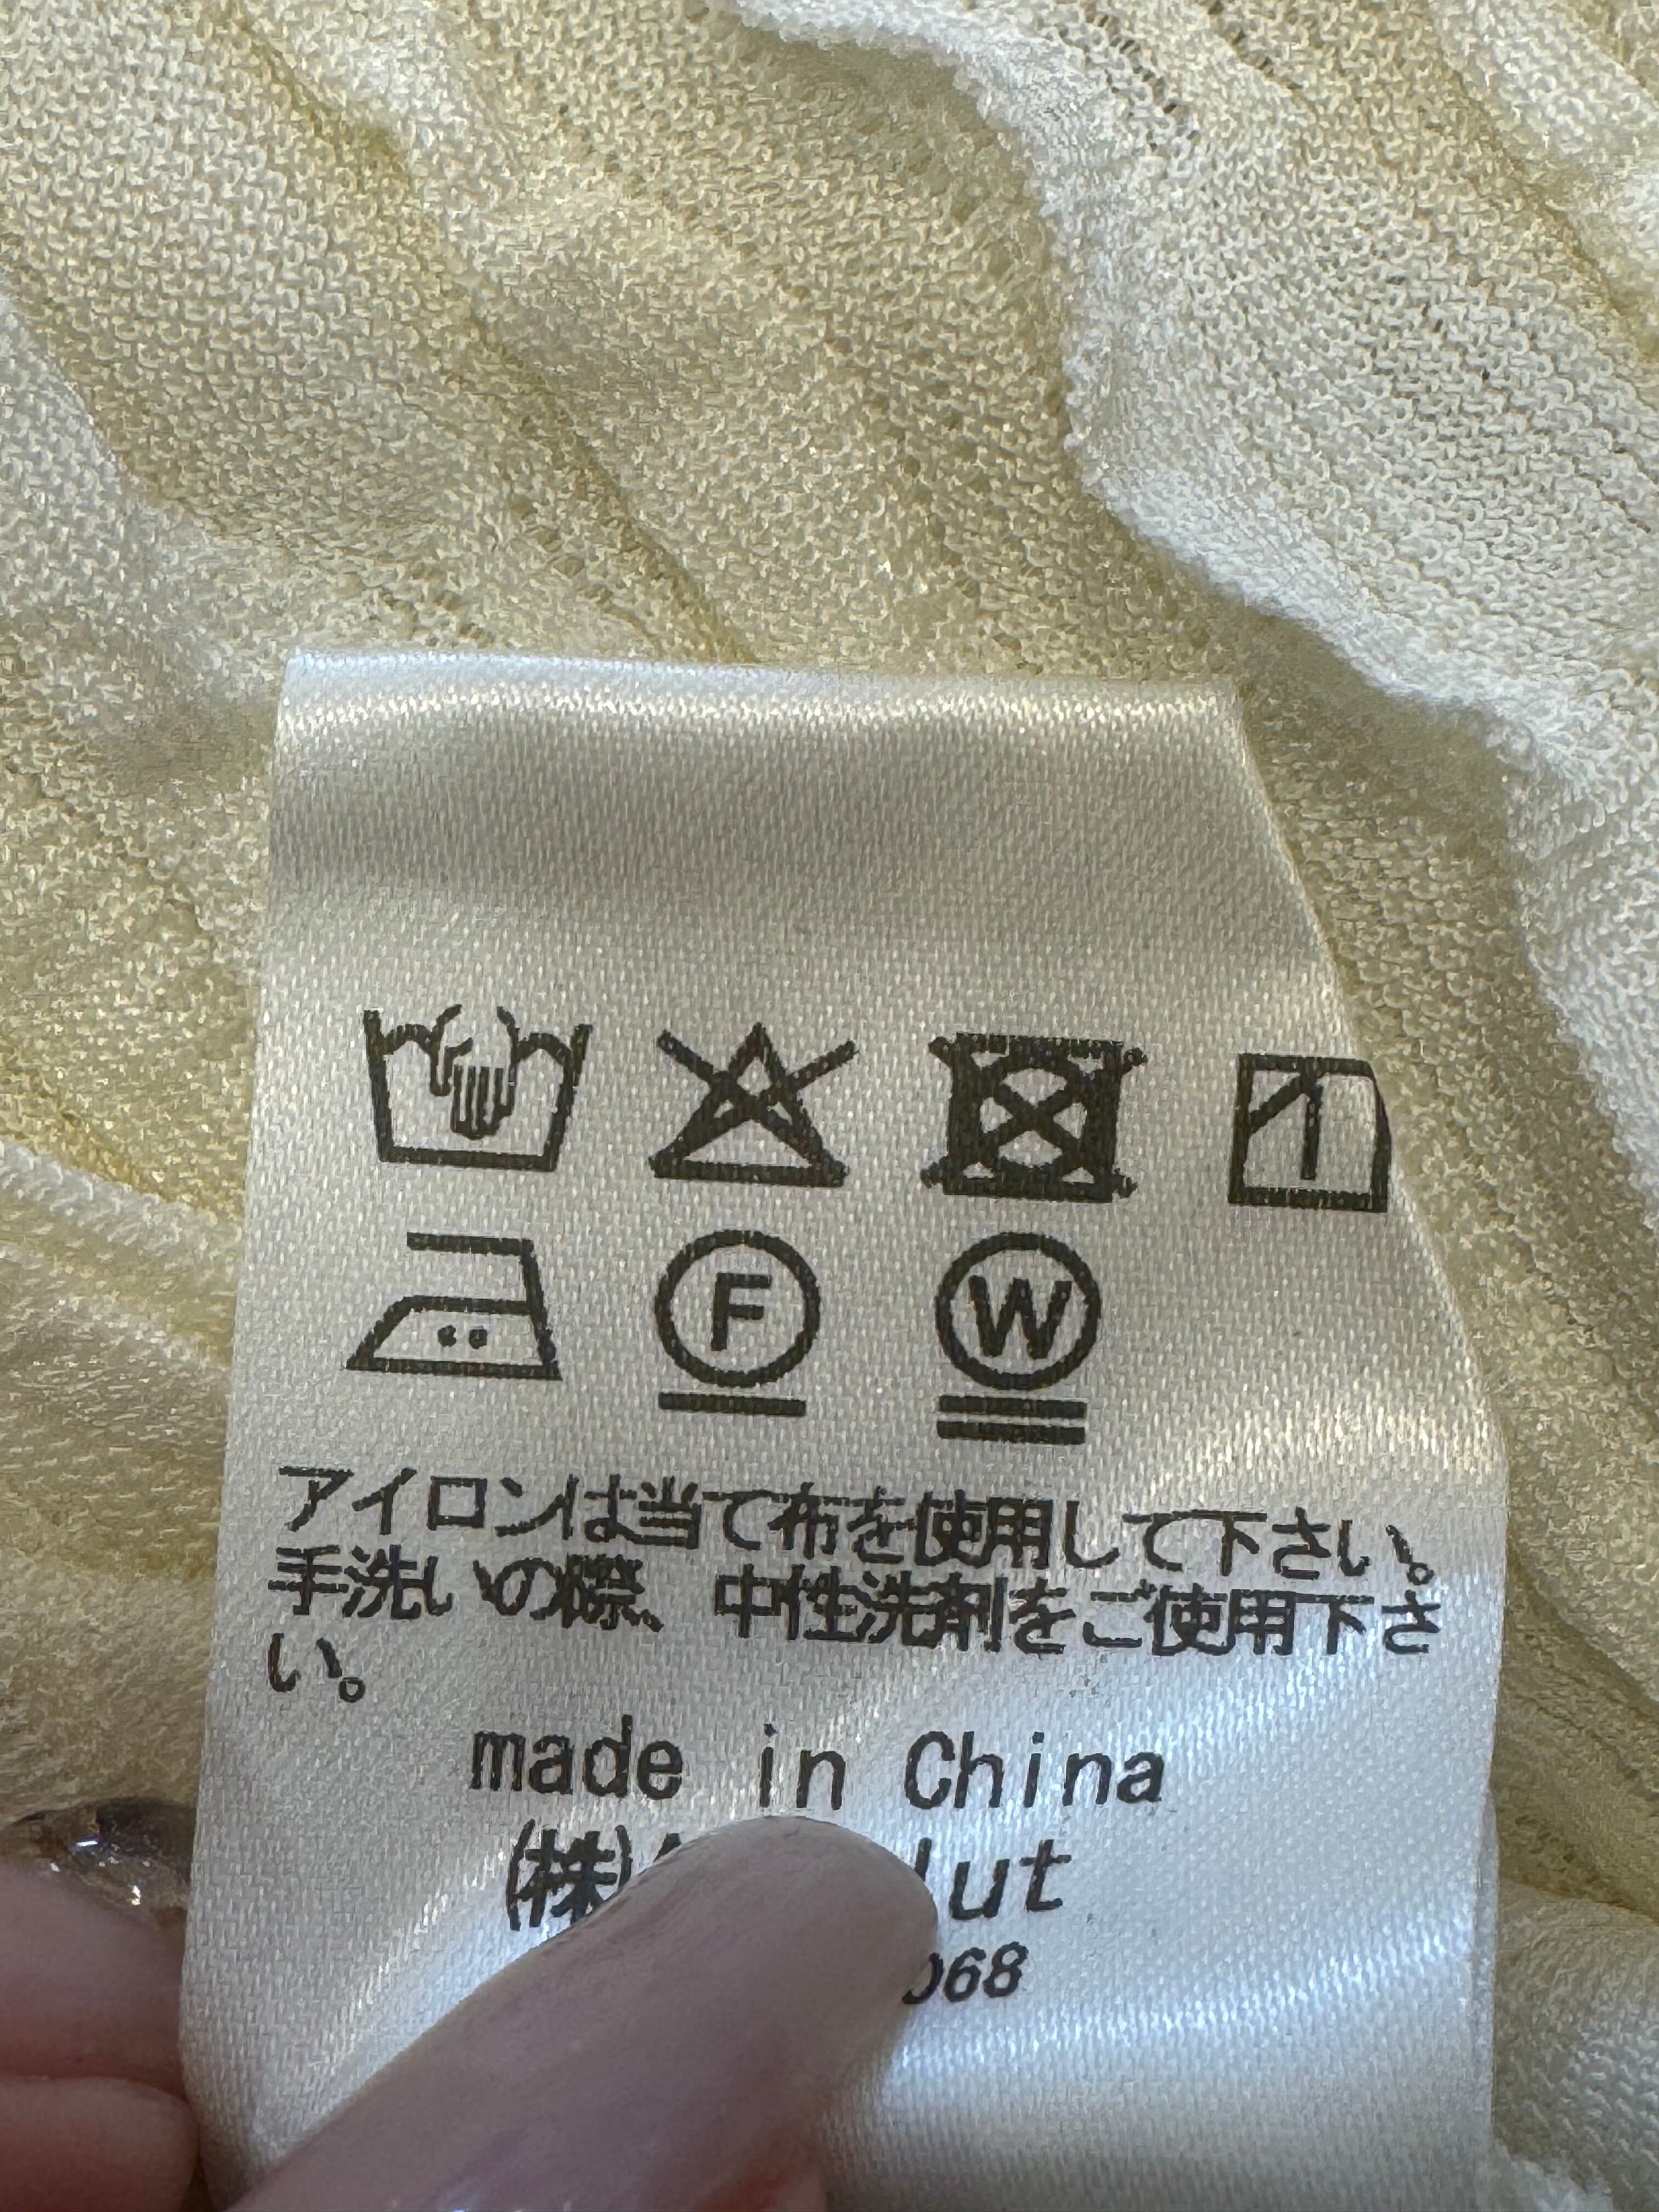 F W
アイロンは当て布を使用して下さい。
手洗いの際、中性洗剤をご使用下さ
い。
made in China
(株) lut
068